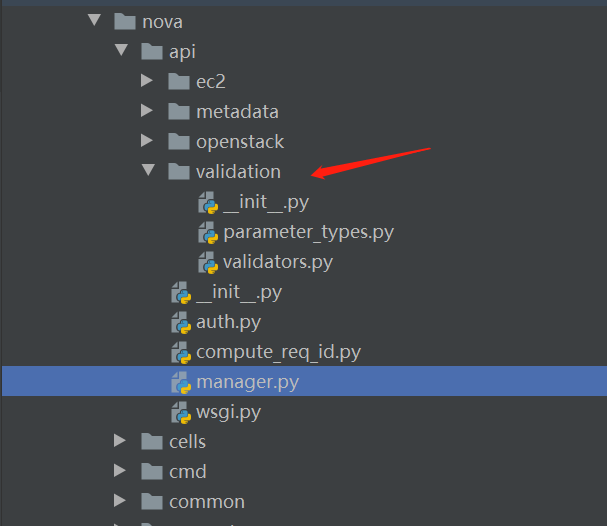 nova
api
ec2
metadata
openstack
validation
__init__.py
parameter_types.py
validators.py
__init__.py
auth.py
compute_req_id.py
manager.py
wsgi.py
cells
cmd
common